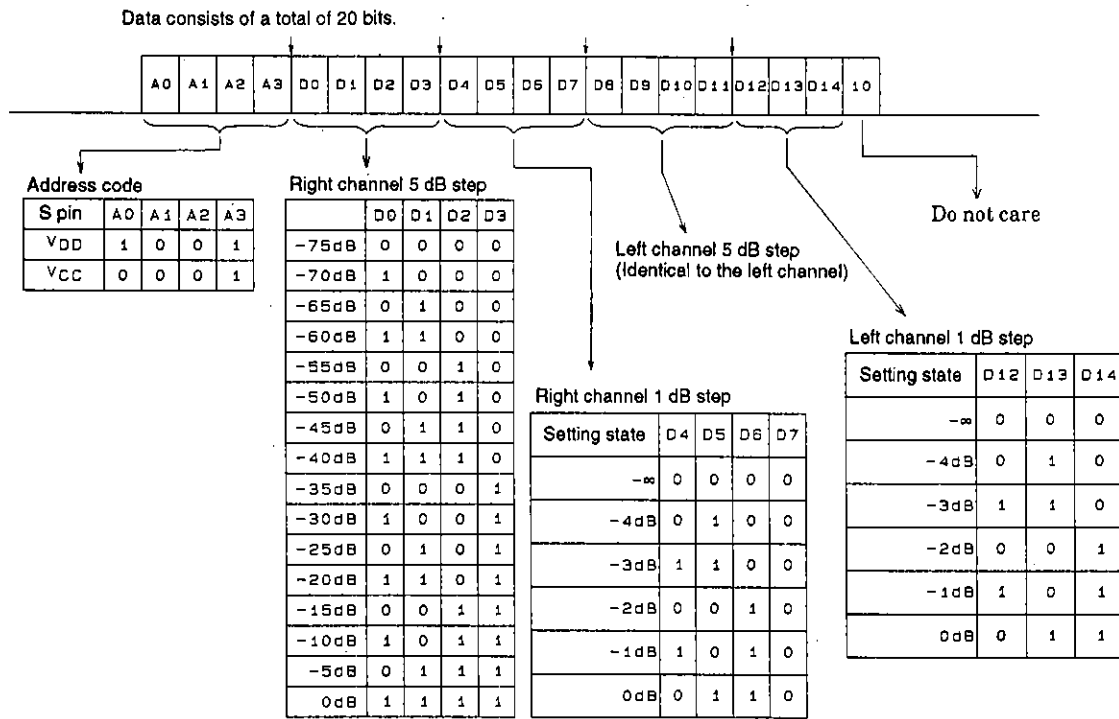 Data consists of a total of 20 bits.
A0 A1 A2 A3 D0 D1 D2 D3 D4 D5 D6 D7 D8 D9 D10 D11 D12 D13 D14 10
Address code
S pin A0 A1 A2 A3
VDD 1 0 0 1
VCC 0 0 0 1
Right channel 5 dB step
D0 D1 D2 D3
-75dB 0 0 0 0
-70dB 1 0 0 0
-65dB 0 1 0 0
-60dB 1 1 0 0
-55dB 0 0 1 0
-50dB 1 0 1 0
-45dB 0 1 1 0
-40dB 1 1 1 0
-35dB 0 0 0 1
-30dB 1 0 0 1
-25dB 0 1 0 1
-20dB 1 1 0 1
-15dB 0 0 1 1
-10dB 1 0 1 1
-5dB 0 1 1 1
0dB 1 1 1 1
Right channel 1 dB step
Setting state D4 D5 D6 D7
-∞ 0 0 0 0
-4dB 0 1 0 0
-3dB 1 1 0 0
-2dB 0 0 1 0
-1dB 1 0 1 0
0dB 0 1 1 0
Left channel 5 dB step
(Identical to the left channel)
Do not care
Left channel 1 dB step
Setting state D12 D13 D14
-∞ 0 0 0
-4dB 0 1 0
-3dB 1 1 0
-2dB 0 0 1
-1dB 1 0 1
0dB 0 1 1